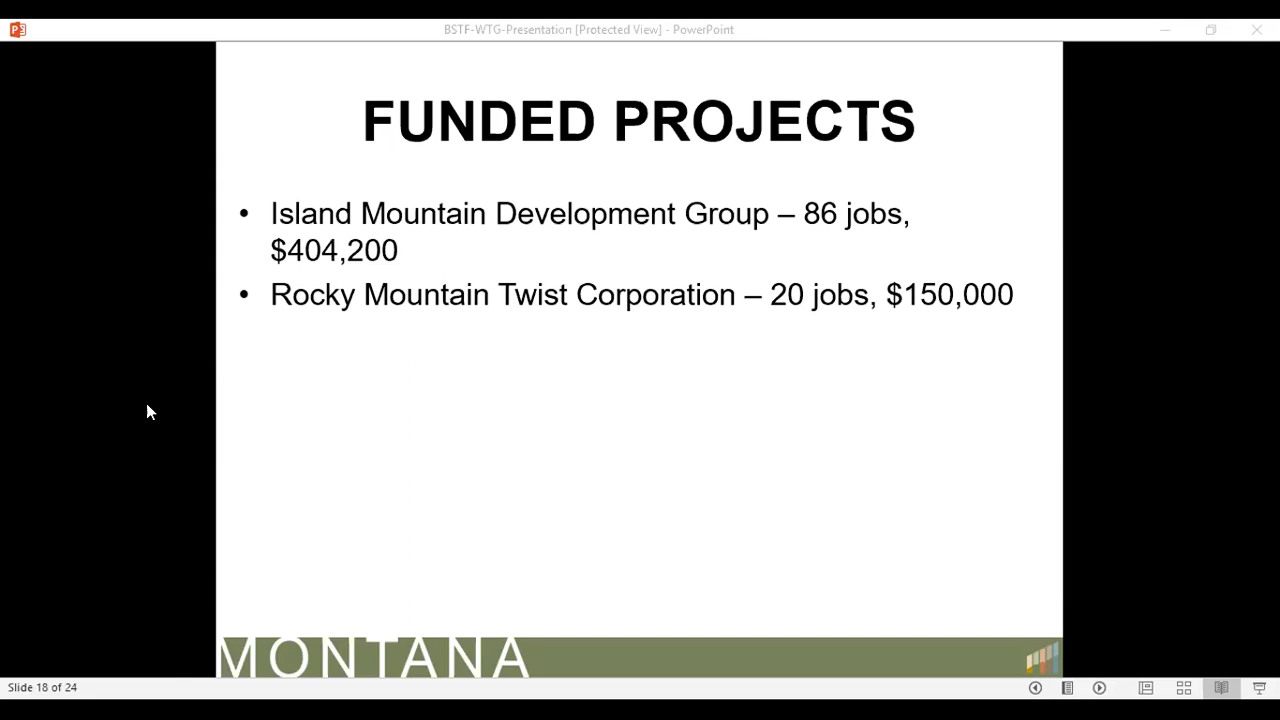 BSTF-WTG-Presentation [Protected View] - PowerPoint
FUNDED PROJECTS
• Island Mountain Development Group – 86 jobs,
$404,200
• Rocky Mountain Twist Corporation – 20 jobs, $150,000
MONTANA
Slide 18 of 24